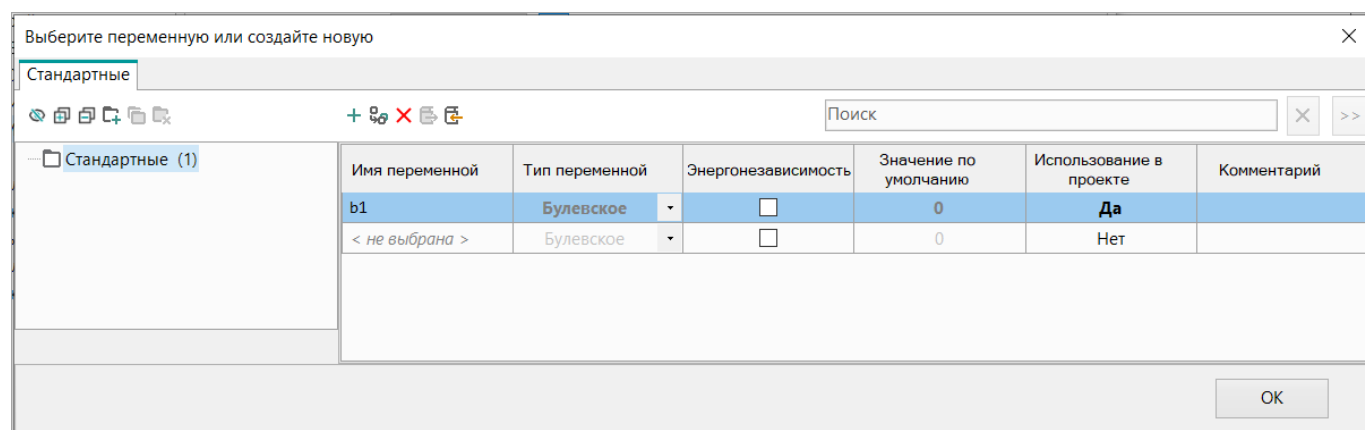 Выберите переменную или создайте новую
Стандартные
Поиск
>>
Стандартные (1)
Имя переменной
Тип переменной
Энергонезависимость
Значение по
умолчанию
Использование в
проекте
Комментарий
b1
Булевское
0
Да
< не выбрана >
Булевское
0
Нет
OK